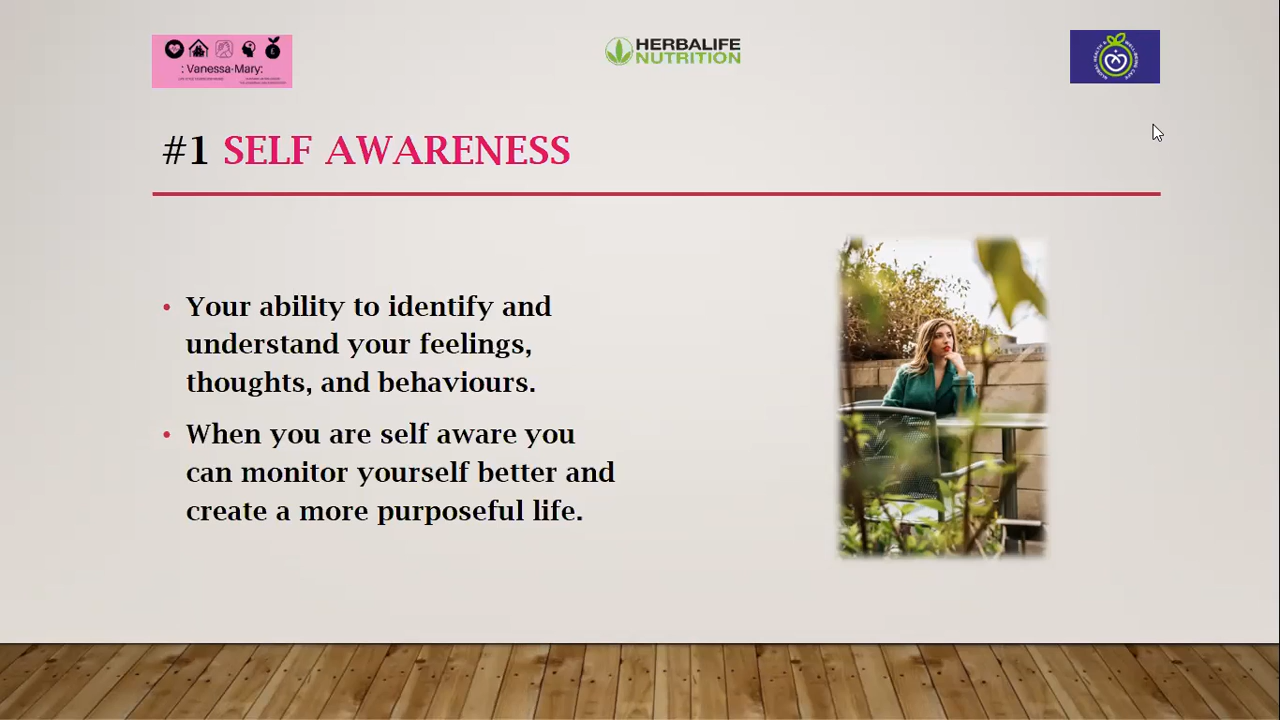 : Vanessa-Mary:
HERBALIFE
NUTRITION
#1 SELF AWARENESS
• Your ability to identify and
understand your feelings,
thoughts, and behaviours.
• When you are self aware you
can monitor yourself better and
create a more purposeful life.